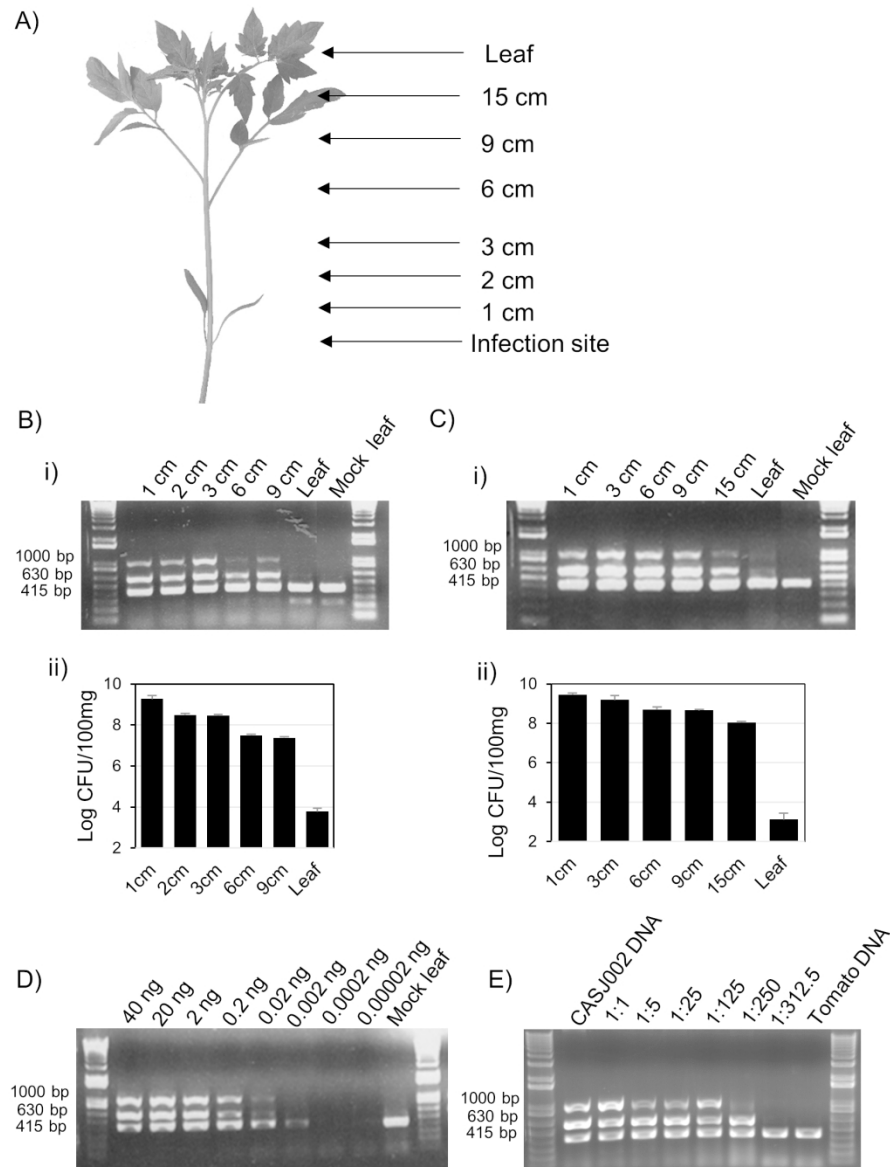 A)
Leaf
15 cm
9 cm
6 cm
3 cm
2 cm
1 cm
Infection site
B)
i)
1 cm 2 cm 3 cm 6 cm 9 cm Leaf Mock leaf
1000 bp
630 bp
415 bp
ii)
Log CFU/100mg
10
8
6
4
2
1cm 2cm 3cm 6cm 9cm Leaf
C)
i)
1 cm 3 cm 6 cm 9 cm 15 cm Leaf Mock leaf
1000 bp
630 bp
415 bp
ii)
Log CFU/100mg
10
8
6
4
2
1cm 3cm 6cm 9cm 15cm Leaf
D)
40 ng 20 ng 2 ng 0.2 ng 0.02 ng 0.002 ng 0.0002 ng 0.00002 ng Mock leaf
1000 bp
630 bp
415 bp
E)
CASJ002 DNA 1:1 1:5 1:25 1:125 1:250 1:312.5 Tomato DNA
1000 bp
630 bp
415 bp